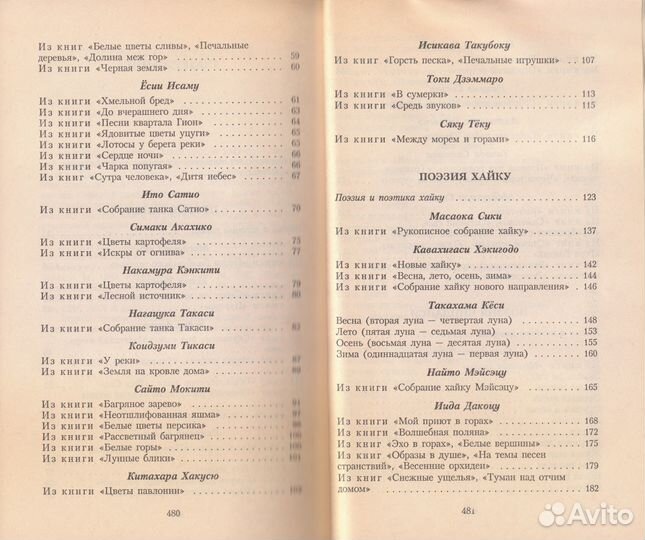 Из книг «Белые цветы сливы», «Печальные
деревья», «Долина меж гор» 59
Из книги «Черная земля» 60
Ёсии Исаму
Из книги «Хмельной бред» 61
Из книги «До вчерашнего дня» 63
Из книги «Песни квартала Гион» 64
Из книги «Ядовитые цветы уцуги» 65
Из книги «Лотосы у берега реки» 65
Из книги «Сердце ночи» 66
Из книги «Чарка попугая» 66
Из книги «Сутра человека», «Дитя небес» 67
Ито Сатио
Из книги «Собрание танка Сатио» 70
Симаки Акахико
Из книги «Цветы картофеля» 75
Из книги «Искры от огнива» 77
Накамура Кэнкити
Из книги «Цветы картофеля» 79
Из книги «Лесной источник» 80
Нагацука Такаси
Из книги «Собрание танка Такаси» 83
Коидзуми Тикаси
Из книги «У реки» 87
Из книги «Земля на кровле дома» 89
Сайто Мокити
Из книги «Багряное зарево» 94
Из книги «Неотшлифованная яшма» 98
Из книги «Белые цветы персика»
Из книги «Рассветный багрянец» 100
Из книги «Белые горы» 100
Из книги «Лунные блики» 101
Китахара Хакусю
Из книги «Цветы павлонии» 103
480
Исикава Такубоку
Из книг «Горсть песка», «Печальные игрушки» 107
Токи Дзэммаро
Из книги «В сумерки» 113
Из книги «Средь звуков» 115
Сяку Тёку
Из книги «Между морем и горами» 116
ПОЭЗИЯ ХАЙКУ
Поэзия и поэтика хайку 123
Масаока Сики
Из книги «Рукописное собрание хайку» 137
Кавахигаси Хэкигодо
Из книги «Новые хайку» 142
Из книги «Весна, лето, осень, зима» 144
Из книги «Собрание хайку нового направления» 146
Такахама Кёси
Весна (вторая луна — четвертая луна) 148
Лето (пятая луна — седьмая луна) 153
Осень (восьмая луна — десятая луна) 155
Зима (одиннадцатая луна — первая луна) 160
Найто Мэйсэцу
Из книги «Собрание хайку Мэйсэцу» 165
Иида Дакоцу
Из книги «Мой приют в горах» 168
Из книги «Волшебная поляна» 172
Из книг «Эхо в горах», «Белые вершины» 175
Из книг «Образы в душе», «На темы песен
странствий», «Весенние орхидеи» 179
Из книг «Снежные ущелья», «Туман над отчим
домом» 182
481
Avito